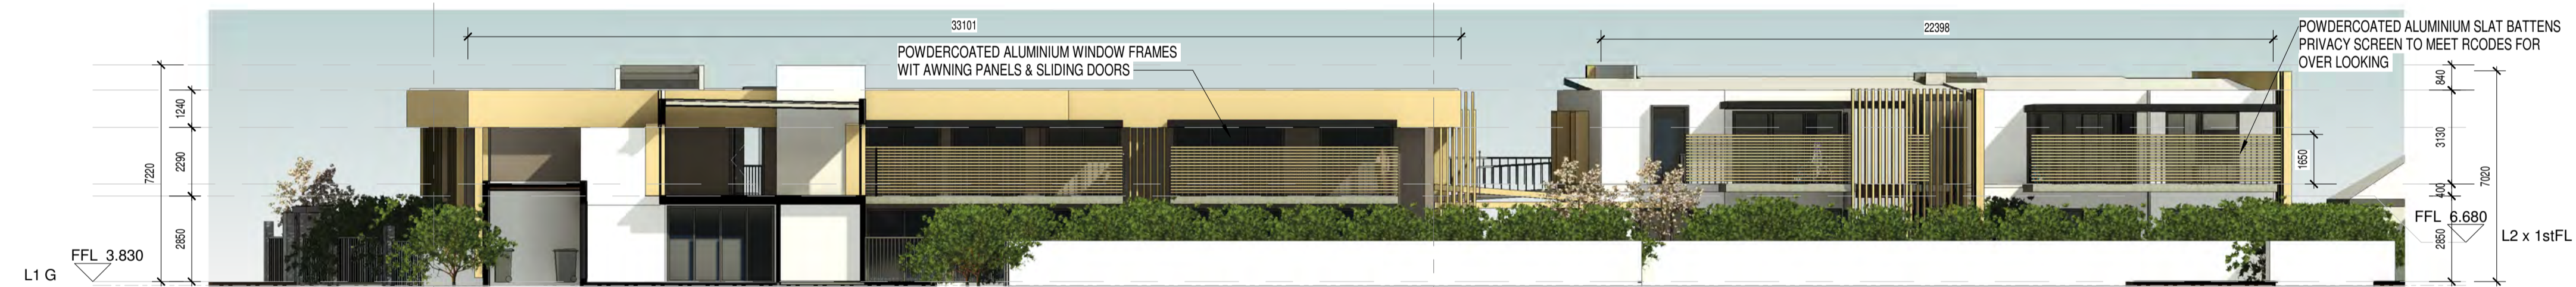 33101
22398
POWDERCOATED ALUMINIUM SLAT BATTENS
PRIVACY SCREEN TO MEET RCODES FOR
OVER LOOKING
POWDERCOATED ALUMINIUM WINDOW FRAMES
WIT AWNING PANELS & SLIDING DOORS
7220
1240
2290
2850
840
3130
1650
400
7020
2850
FFL 3.830
L1 G
FFL 6.680
L2 x 1stFL